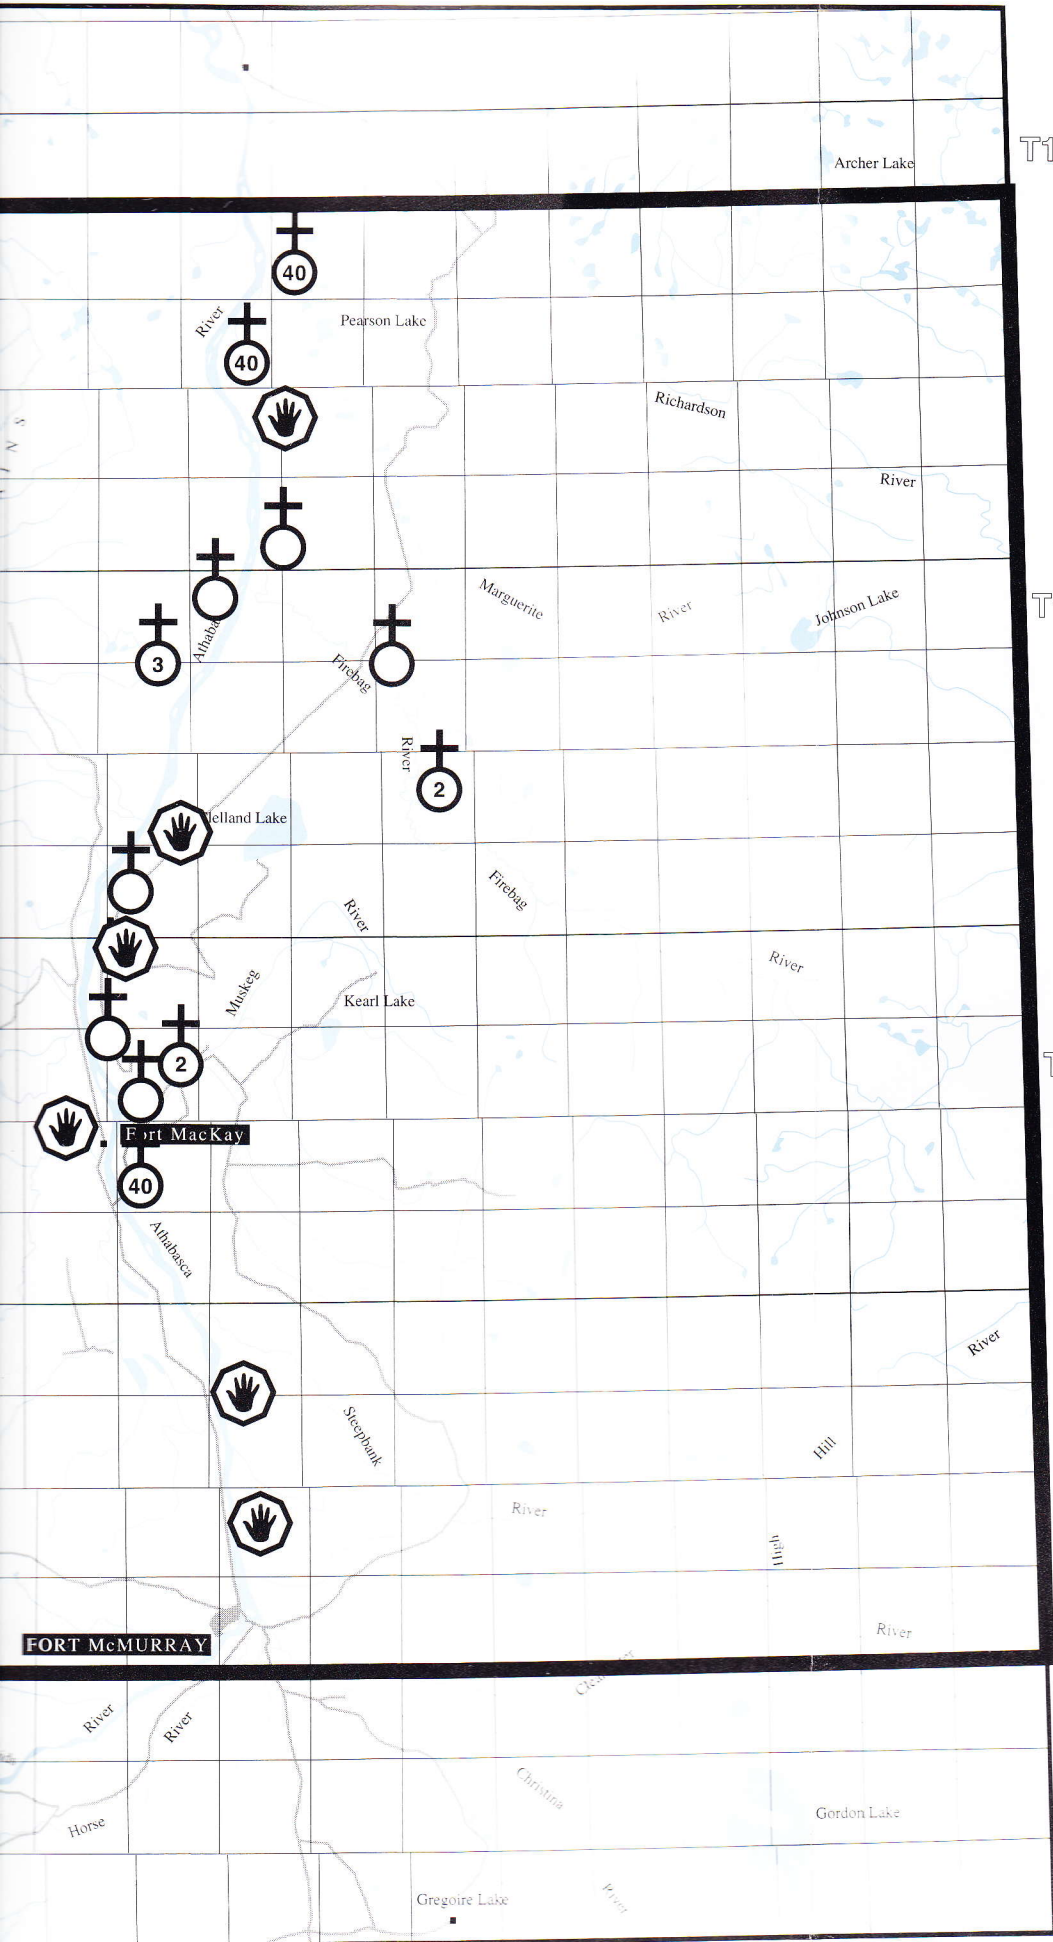 Archer Lake
T1
40
River
40
Pearson Lake
Richardson
River
Marguerite
River
Johnson Lake
T
3
Firebag
River
2
River
Firebag
River
Muskeg
Kearl Lake
2
T
Fort MacKay
40
Athabasca
River
Steepbank
Hill
River
High
FORT McMURRAY
River
River
River
Christina
Gordon Lake
Horse
Gregoire Lake
River